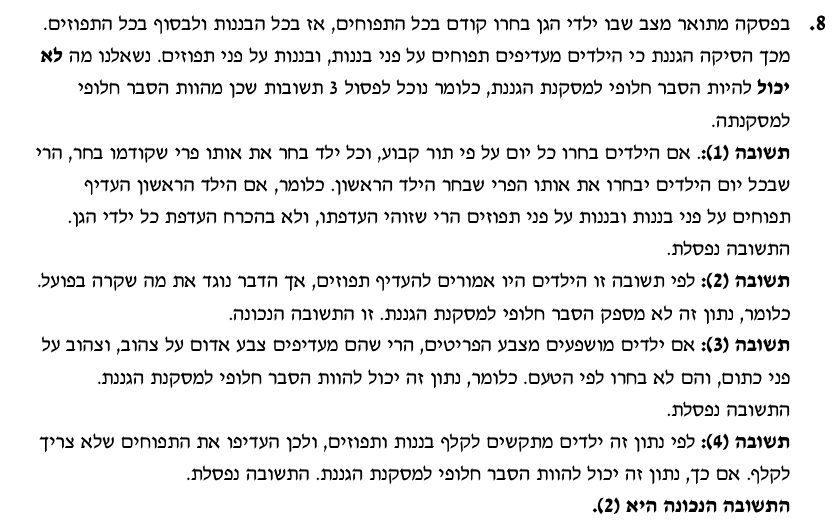 8. בפסקה מתואר מצב שבו ילדי הגן בחרו קודם בכל התפוחים, אז בכל הבננות ולבסוף בכל התפוזים.
מכך הסיקה הגננת כי הילדים מעדיפים תפוחים על פני בננות, ובננות על פני תפוזים. נשאלנו מה לא
יכול להיות הסבר חלופי למסקנת הגננת, כלומר נוכל לפסול 3 תשובות שכן מהוות הסבר חלופי
למסקנתה.
תשובה (1):. אם הילדים בחרו כל יום על פי תור קבוע, וכל ילד בחר את אותו פרי שקודמו בחר, הרי
שבכל יום הילדים יבחרו את אותו הפרי שבחר הילד הראשון. כלומר, אם הילד הראשון העדיף
תפוחים על פני בננות ובננות על פני תפוזים הרי שזוהי העדפתו, ולא בהכרח העדפת כל ילדי הגן.
התשובה נפסלת.
תשובה (2): לפי תשובה זו הילדים היו אמורים להעדיף תפוזים, אך הדבר נוגד את מה שקרה בפועל.
כלומר, נתון זה לא מספק הסבר חלופי למסקנת הגננת. זו התשובה הנכונה.
תשובה (3): אם ילדים מושפעים מצבע הפריטים, הרי שהם מעדיפים צבע אדום על צהוב, וצהוב על
פני כתום, והם לא בחרו לפי הטעם. כלומר, נתון זה יכול להוות הסבר חלופי למסקנת הגננת.
התשובה נפסלת.
תשובה (4): לפי נתון זה ילדים מתקשים לקלף בננות ותפוזים, ולכן העדיפו את התפוחים שלא צריך
לקלף. אם כך, נתון זה יכול להוות הסבר חלופי למסקנת הגננת. התשובה נפסלת.
התשובה הנכונה היא (2).